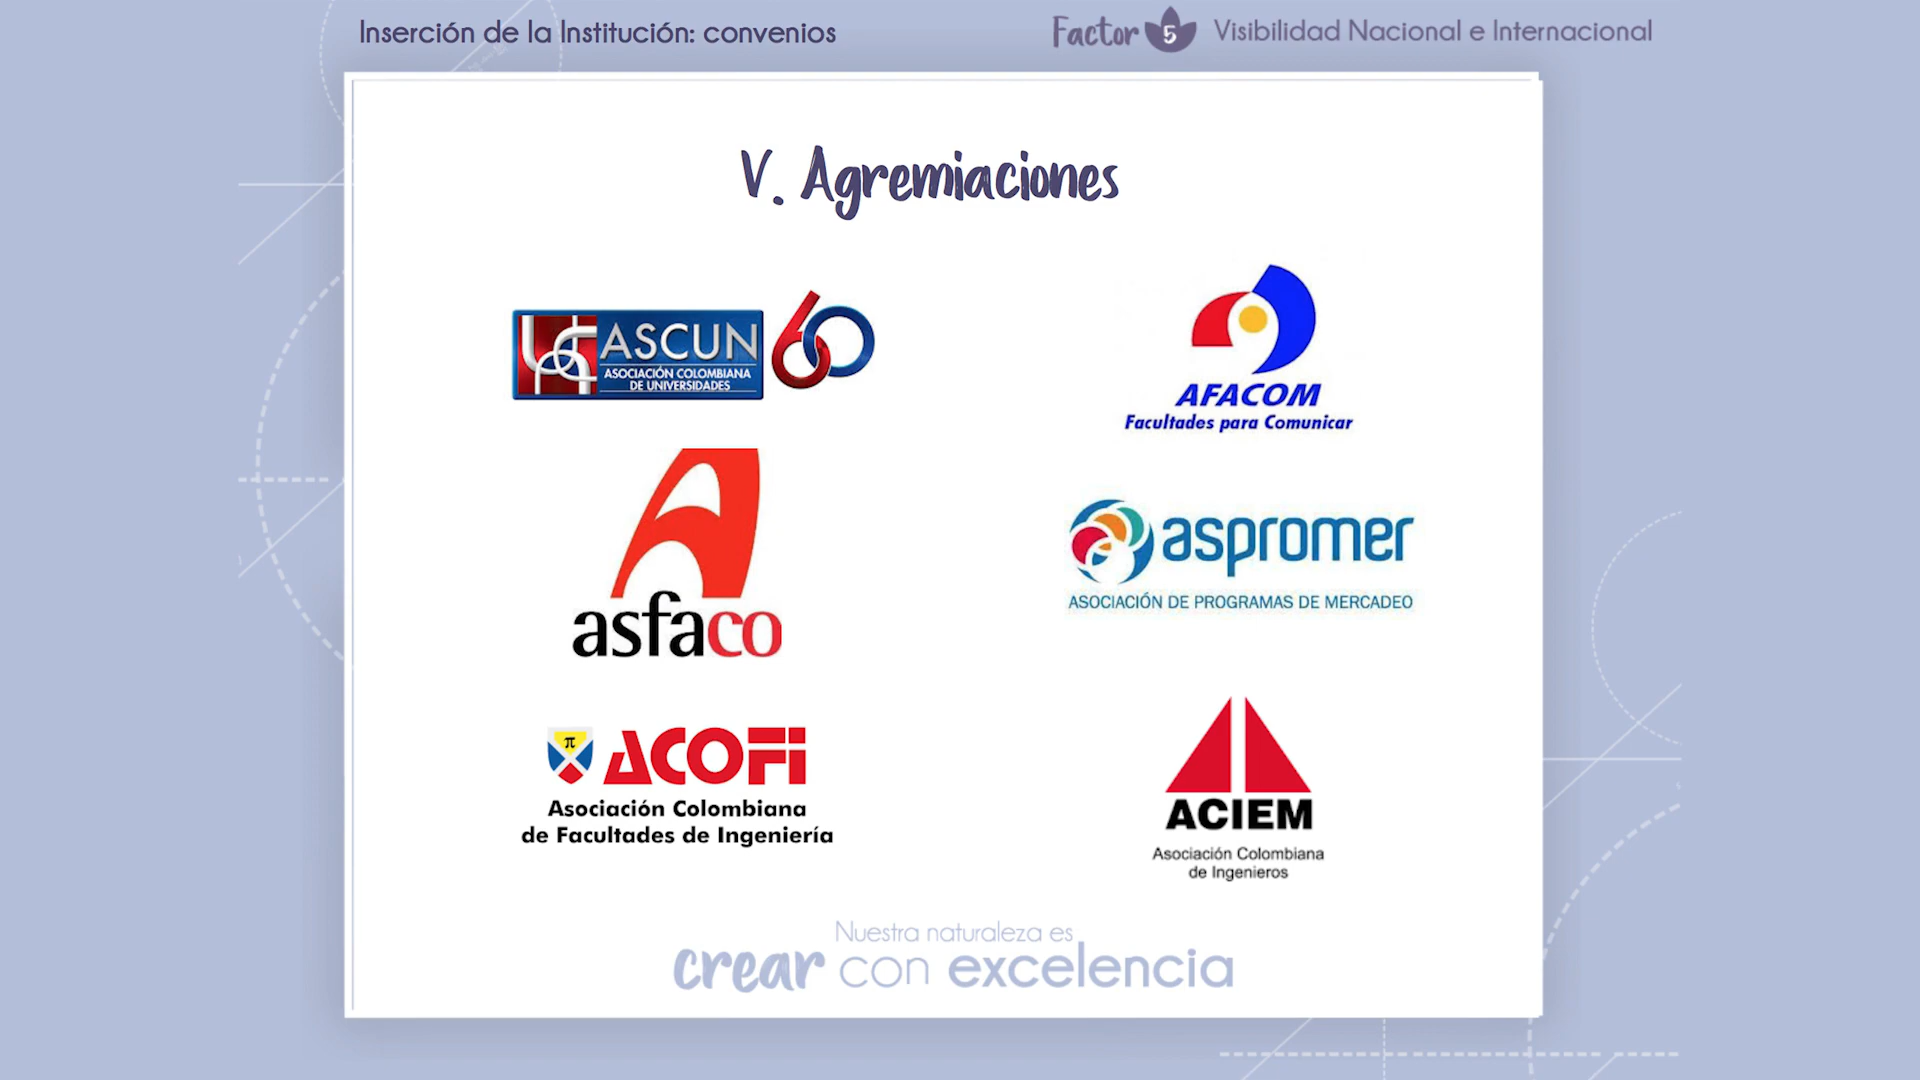 Inserción de la Institución: convenios
Factor 5 Visibilidad Nacional e Internacional
V. Agremiaciones
ASCUN 60
ASOCIACIÓN COLOMBIANA
DE UNIVERSIDADES
AFACOM
Facultades para Comunicar
asfaco
aspromer
ASOCIACIÓN DE PROGRAMAS DE MERCADEO
π
ACOFI
Asociación Colombiana
de Facultades de Ingeniería
ACIEM
Asociación Colombiana
de Ingenieros
Nuestra naturaleza es
crear con excelencia